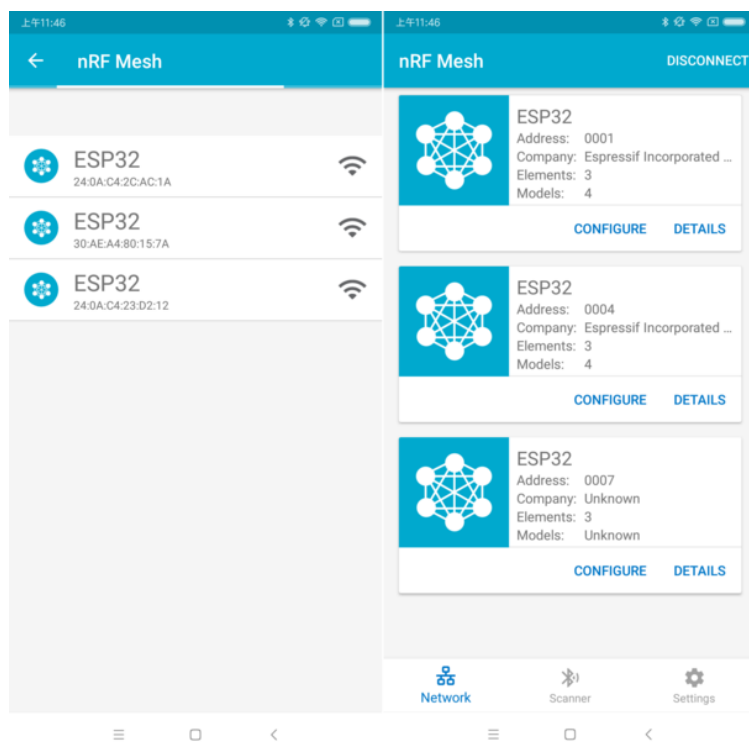 上午11:46
nRF Mesh
ESP32
24:0A:C4:2C:AC:1A
ESP32
30:AE:A4:80:15:7A
ESP32
24:0A:C4:23:D2:12
上午11:46
nRF Mesh DISCONNECT
ESP32
Address: 0001
Company: Espressif Incorporated ...
Elements: 3
Models: 4
CONFIGURE DETAILS
ESP32
Address: 0004
Company: Espressif Incorporated ...
Elements: 3
Models: 4
CONFIGURE DETAILS
ESP32
Address: 0007
Company: Unknown
Elements: 3
Models: Unknown
CONFIGURE DETAILS
Network Scanner Settings